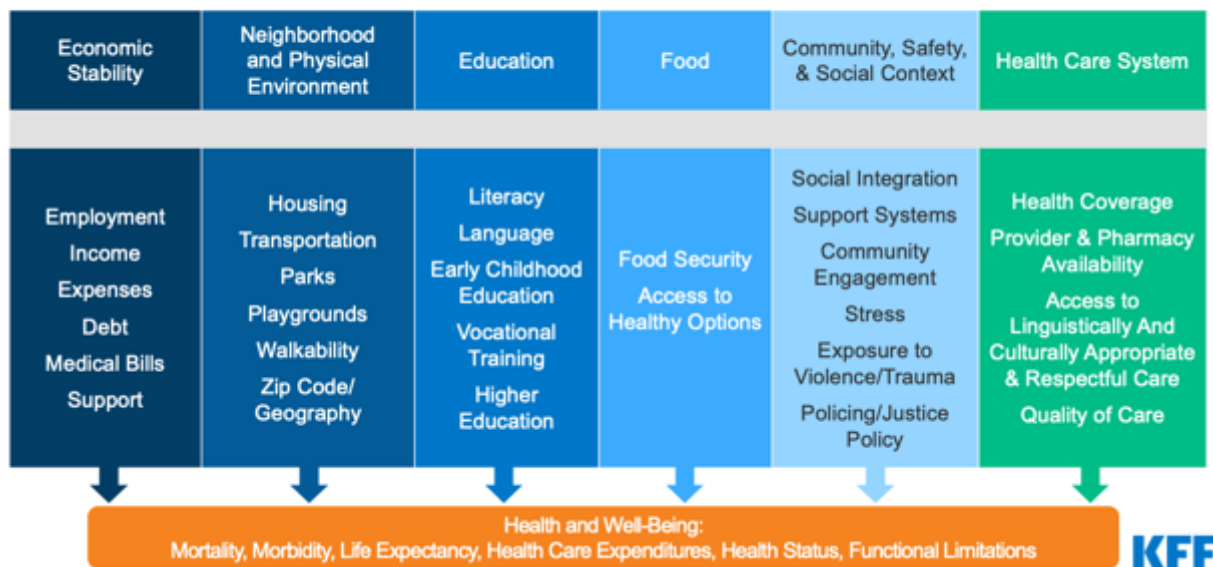 Economic
Stability
Neighborhood
and Physical
Environment
Education
Food
Community, Safety,
& Social Context
Health Care System
Employment
Income
Expenses
Debt
Medical Bills
Support
Housing
Transportation
Parks
Playgrounds
Walkability
Zip Code/
Geography
Literacy
Language
Early Childhood
Education
Vocational
Training
Higher
Education
Food Security
Access to
Healthy Options
Social Integration
Support Systems
Community
Engagement
Stress
Exposure to
Violence/Trauma
Policing/Justice
Policy
Health Coverage
Provider & Pharmacy
Availability
Access to
Linguistically And
Culturally Appropriate
& Respectful Care
Quality of Care
Health and Well-Being:
Mortality, Morbidity, Life Expectancy, Health Care Expenditures, Health Status, Functional Limitations
KFF